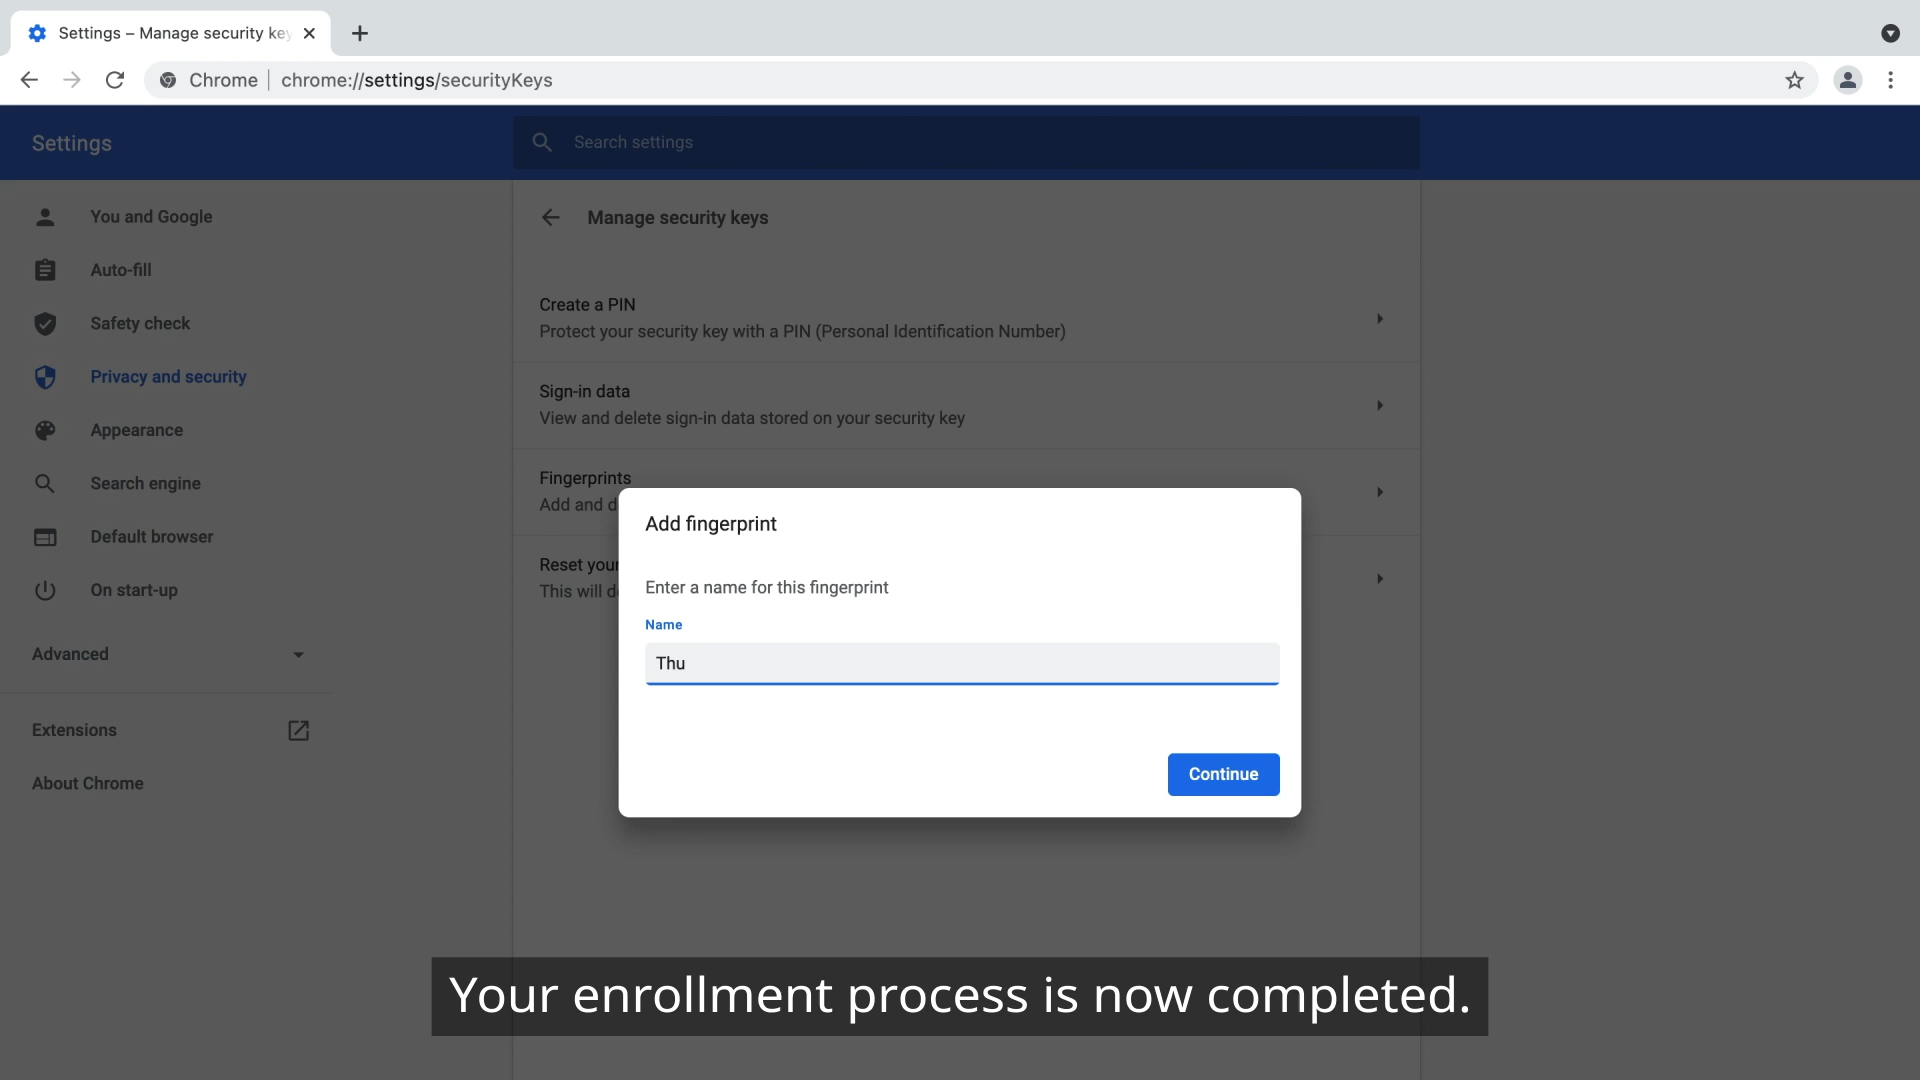 Settings – Manage security key
Chrome
chrome://settings/securityKeys
Settings
Search settings
You and Google
Auto-fill
Safety check
Privacy and security
Appearance
Search engine
Default browser
On start-up
Advanced
Extensions
About Chrome
Manage security keys
Create a PIN
Protect your security key with a PIN (Personal Identification Number)
Sign-in data
View and delete sign-in data stored on your security key
Fingerprints
Add and d
Reset your
This will d
Add fingerprint
Enter a name for this fingerprint
Name
Thu
Continue
Your enrollment process is now completed.